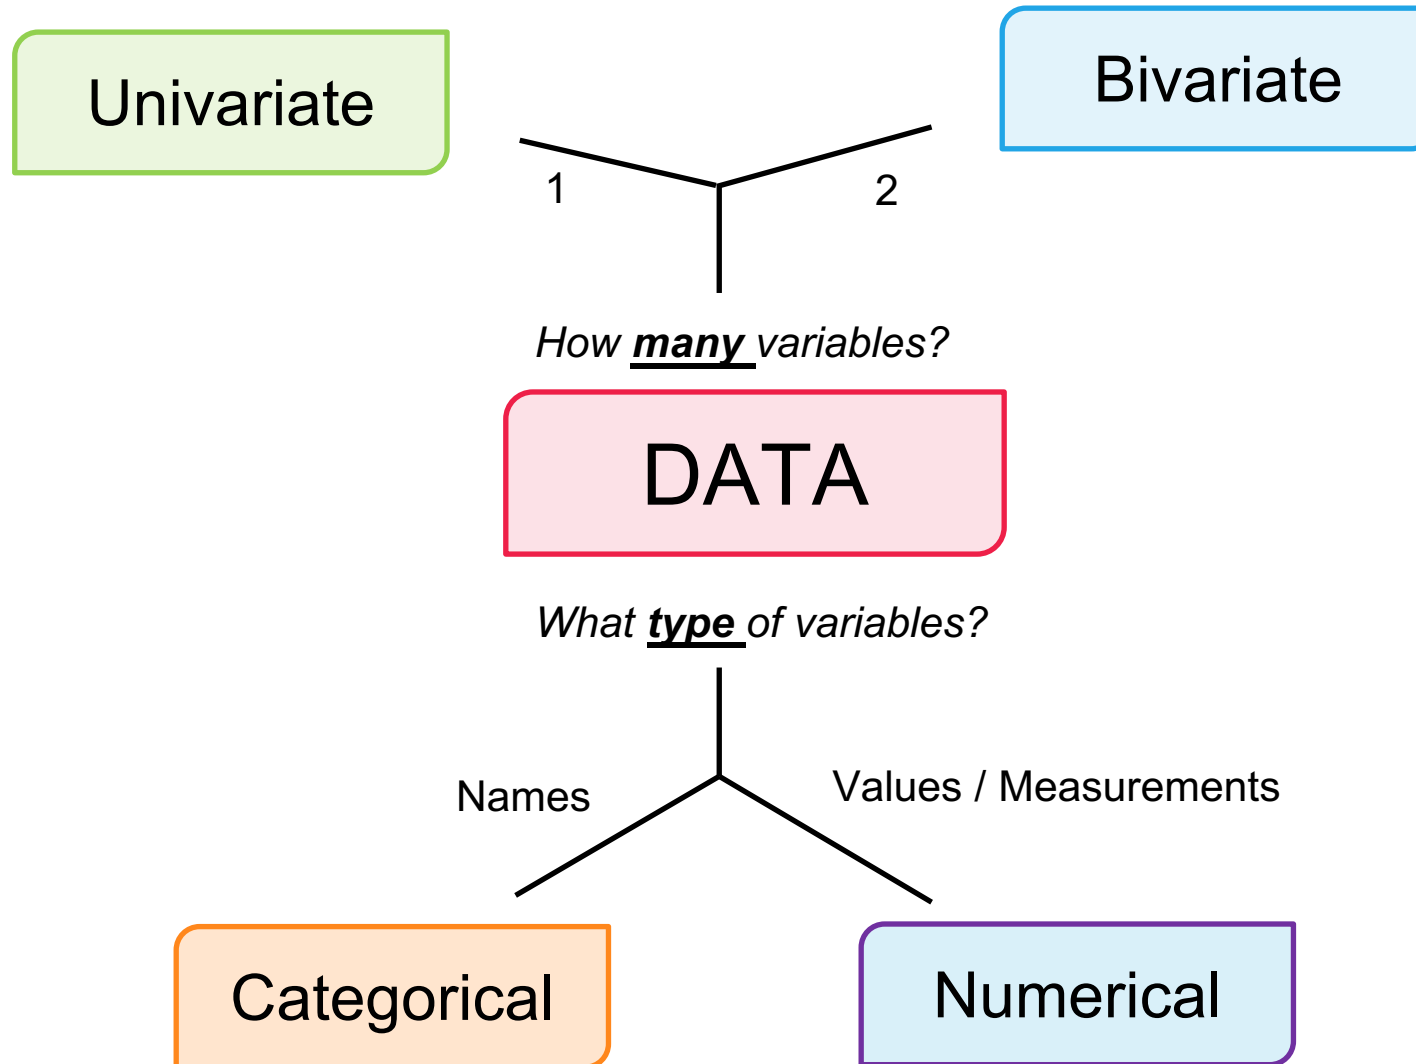 Univariate
Bivariate
1
2
How many variables?
DATA
What type of variables?
Names
Values / Measurements
Categorical
Numerical